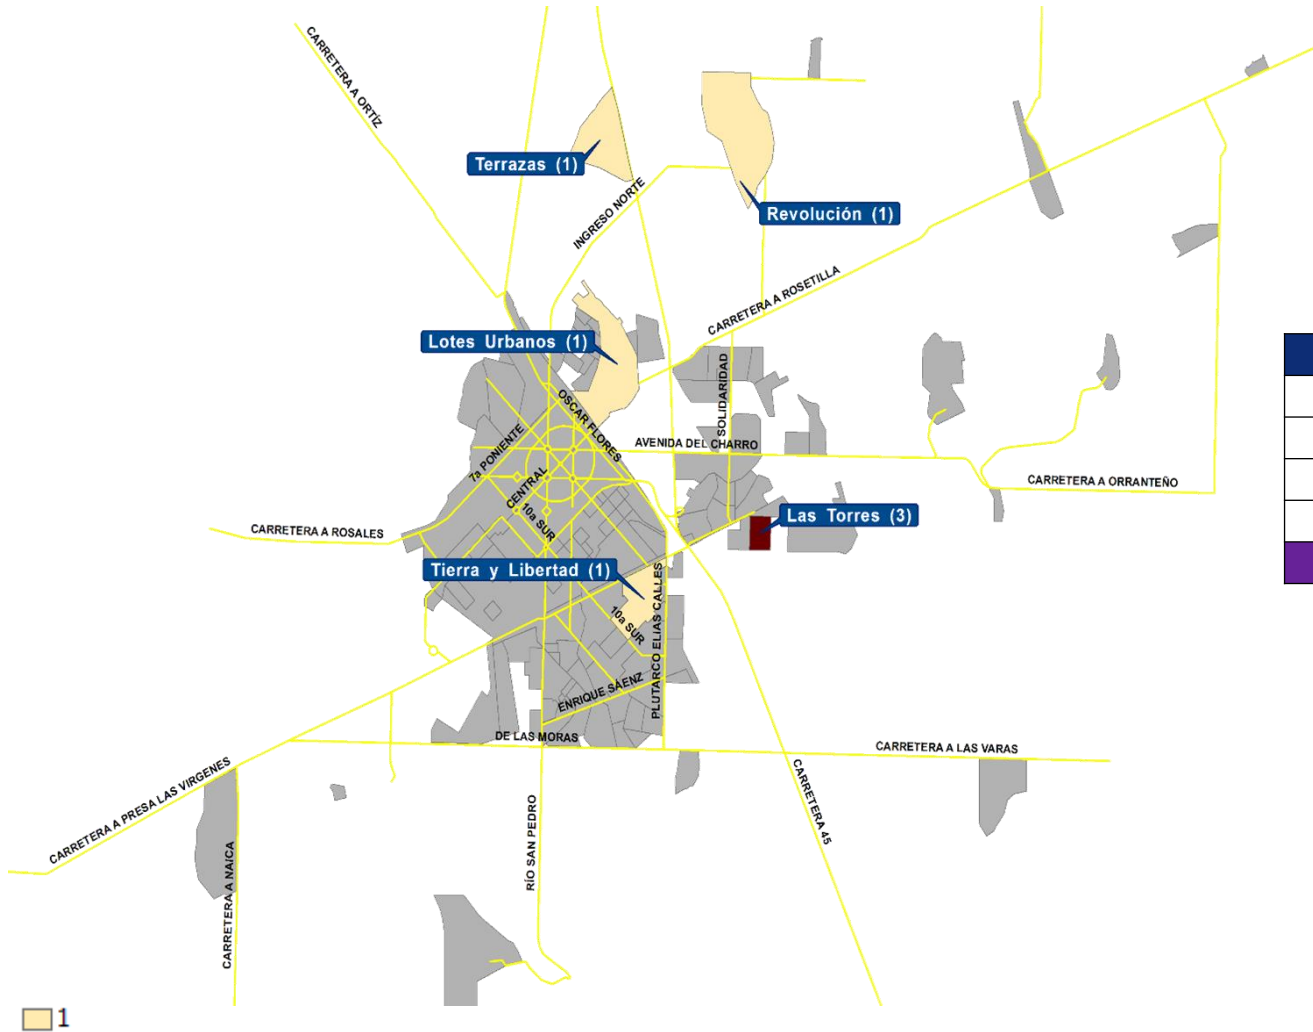 CARRETERA A ORTÍZ
Terrazas (1)
INGRESO NORTE
Revolución (1)
CARRETERA A ROSETILLA
Lotes Urbanos (1)
SOLIDARIDAD
OSCAR FLORES
7a PONIENTE
AVENIDA DEL CHARRO
CENTRAL
CARRETERA A ORRANTEÑO
10a SUR
Las Torres (3)
CARRETERA A ROSALES
Tierra y Libertad (1)
PLUTARCO ELIAS CALLES
10a SUR
ENRIQUE SÁENZ
DE LAS MORAS
CARRETERA A LAS VARAS
CARRETERA A PRESA LAS VIRGENES
CARRETERA 45
RÍO SAN PEDRO
CARRETERA A NAICA
1